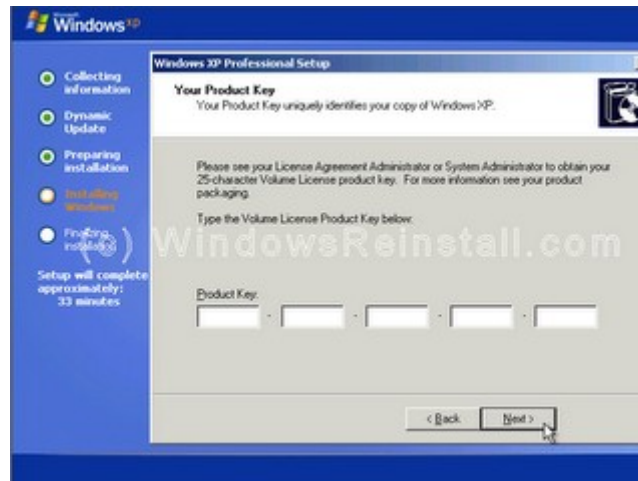 Microsoft
Windows xp
Collecting
information
Dynamic
Update
Preparing
installation
Installing
Windows
Finalizing
installation
Setup will complete
approximately:
33 minutes
Windows XP Professional Setup
Your Product Key
Your Product Key uniquely identifies your copy of Windows XP.
Please see your License Agreement Administrator or System Administrator to obtain your
25-character Volume License product key. For more information see your product
packaging.
Type the Volume License Product Key below:
(c) WindowsReinstall.com
Product Key:
- - - -
< Back
Next >